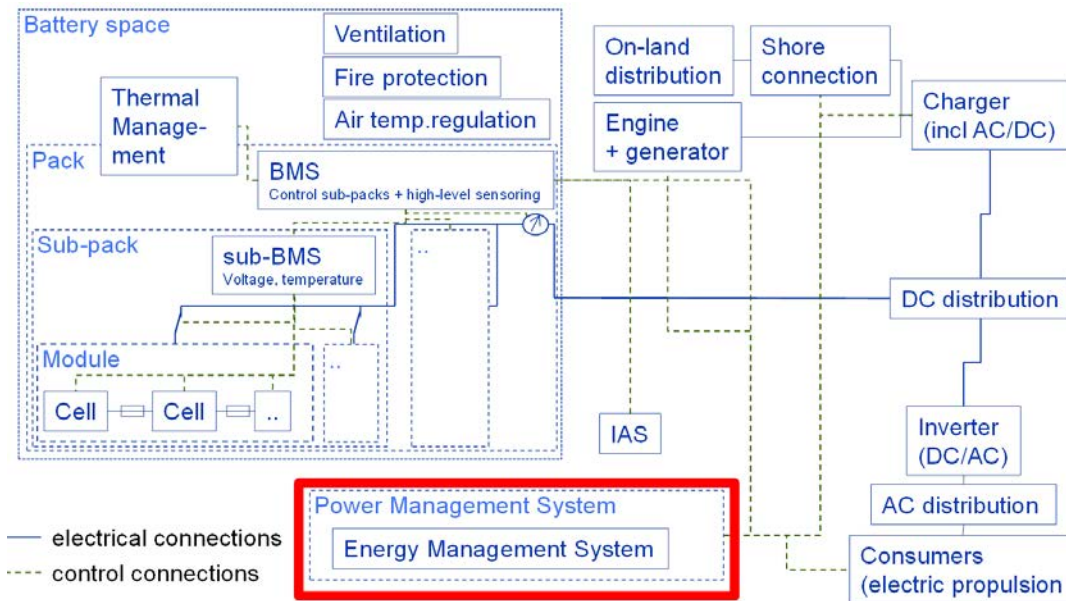 Battery space
Ventilation
Fire protection
Air temp.regulation
Thermal
Manage-
ment
Pack
BMS
Control sub-packs + high-level sensoring
Sub-pack
sub-BMS
Voltage, temperature
..
Module
..
Cell
Cell
..
On-land
distribution
Shore
connection
Engine
+ generator
Charger
(incl AC/DC)
DC distribution
IAS
Inverter
(DC/AC)
AC distribution
Consumers
(electric propulsion
Power Management System
Energy Management System
electrical connections
control connections